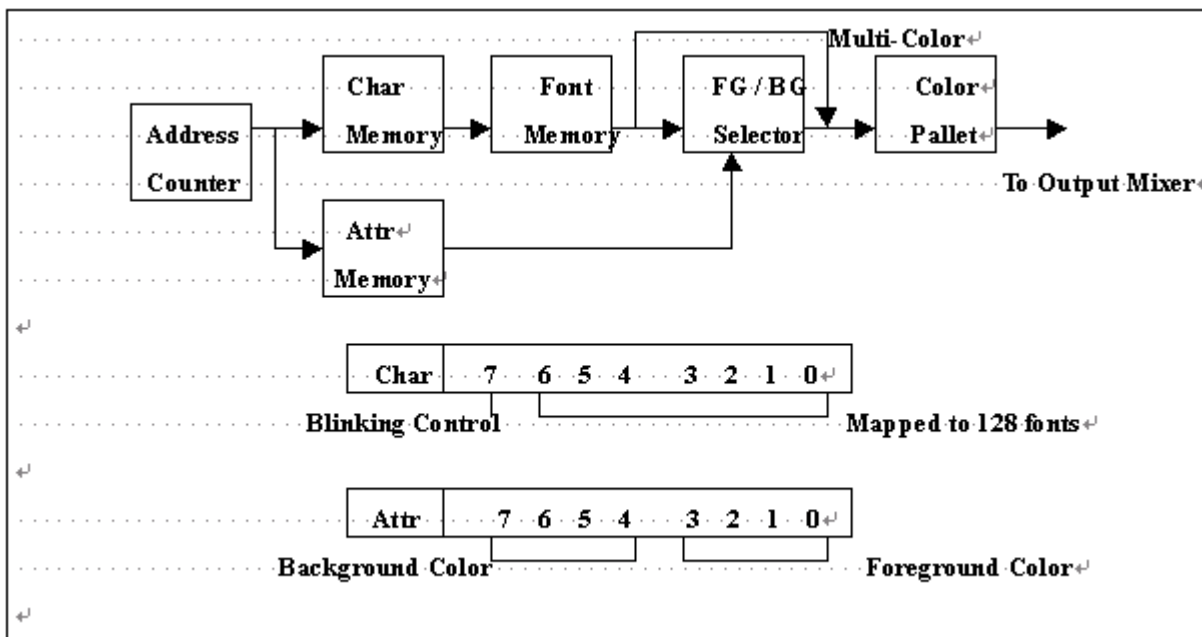 Multi-Color
Char Font FG / BG Color
Address Memory Memory Selector Pallet
Counter To Output Mixer
Attr
Memory
Char 7 6 5 4 3 2 1 0
Blinking Control Mapped to 128 fonts
Attr 7 6 5 4 3 2 1 0
Background Color Foreground Color